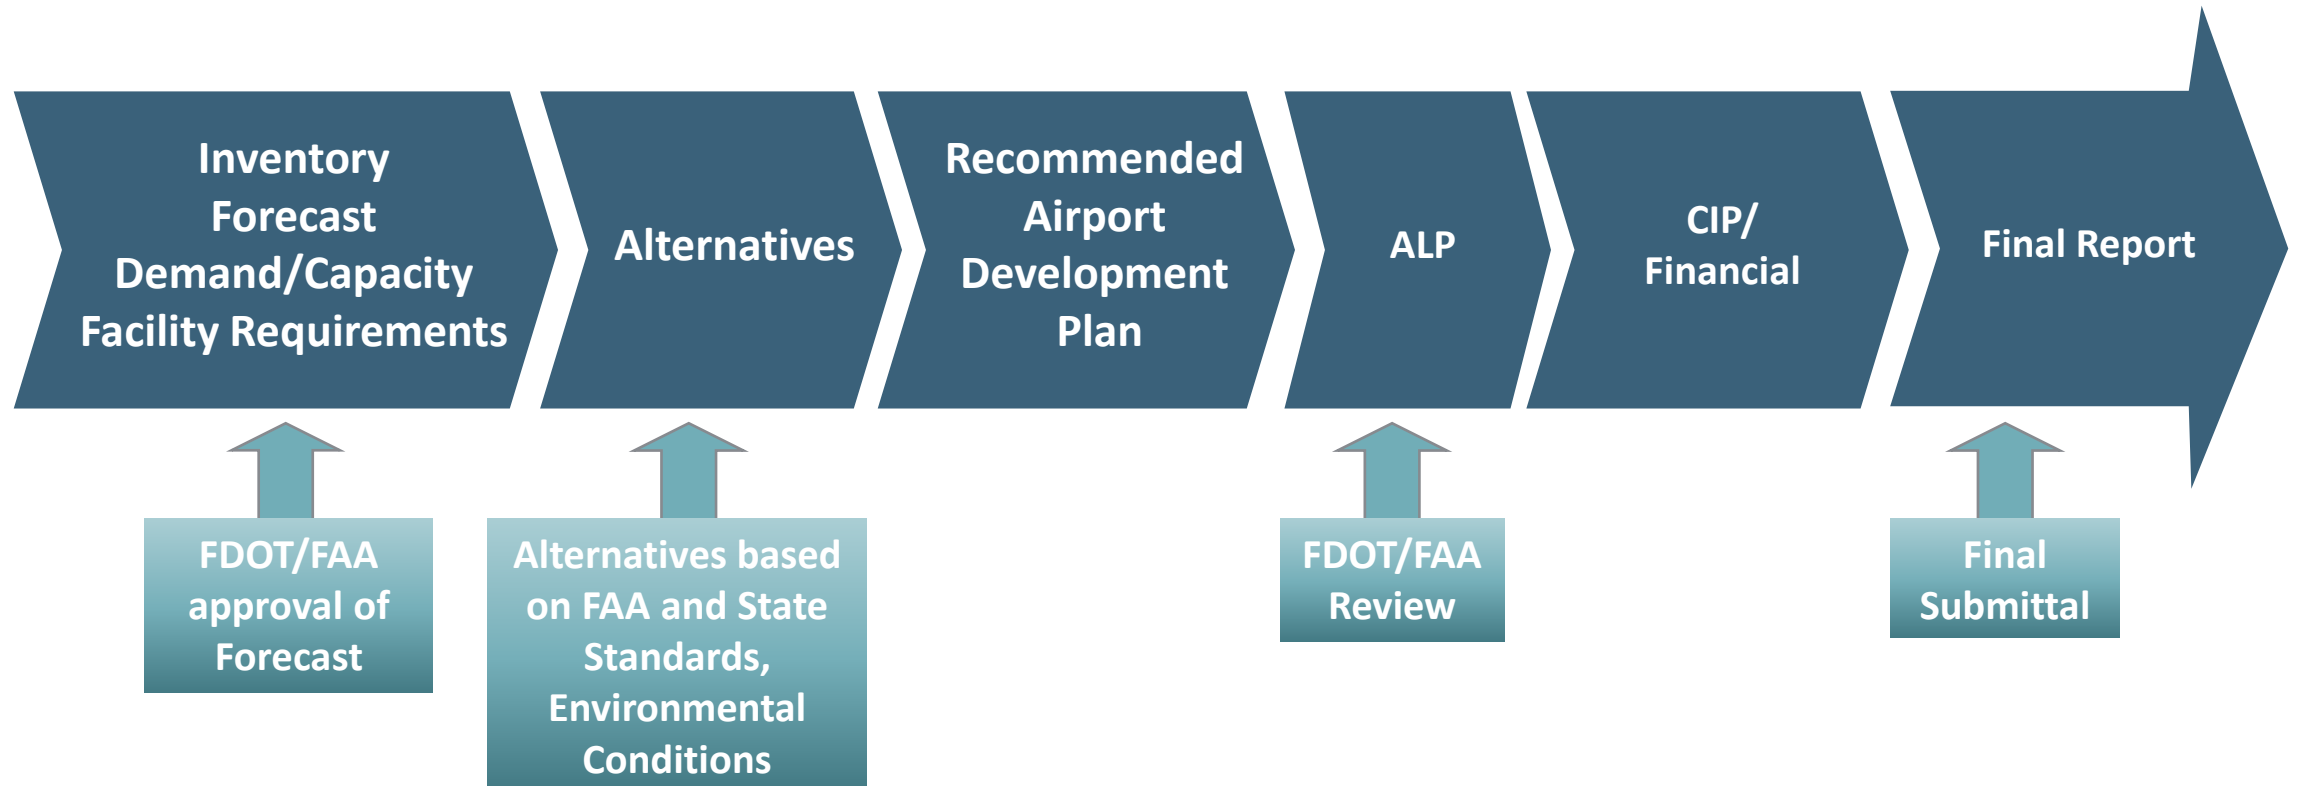 Inventory
Forecast
Demand/Capacity
Facility Requirements
Alternatives
Recommended
Airport
Development
Plan
ALP
CIP/
Financial
Final Report
FDOT/FAA
approval of
Forecast
Alternatives based
on FAA and State
Standards,
Environmental
Conditions
FDOT/FAA
Review
Final
Submittal